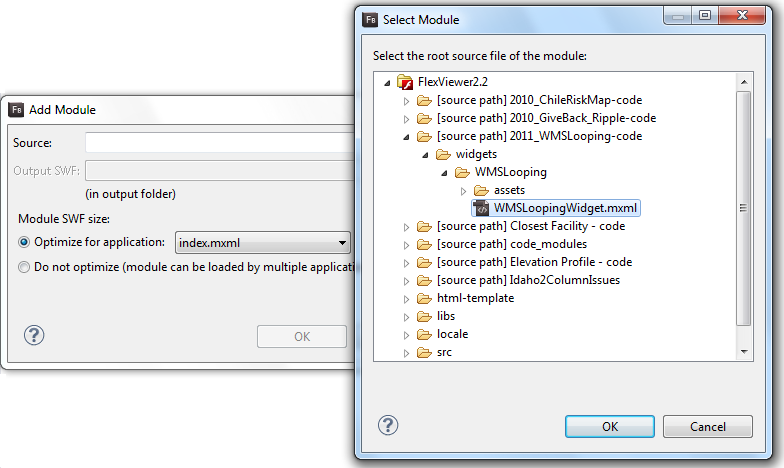 Add Module
Source:
Output SWF:
(in output folder)
Module SWF size:
Optimize for application: index.mxml
Do not optimize (module can be loaded by multiple applicati
OK
Select Module
Select the root source file of the module:
FlexViewer2.2
[source path] 2010_ChileRiskMap-code
[source path] 2010_GiveBack_Ripple-code
[source path] 2011_WMSLooping-code
widgets
WMSLooping
assets
WMSLoopingWidget.mxml
[source path] Closest Facility - code
[source path] code_modules
[source path] Elevation Profile - code
[source path] Idaho2ColumnIssues
html-template
libs
locale
src
OK Cancel